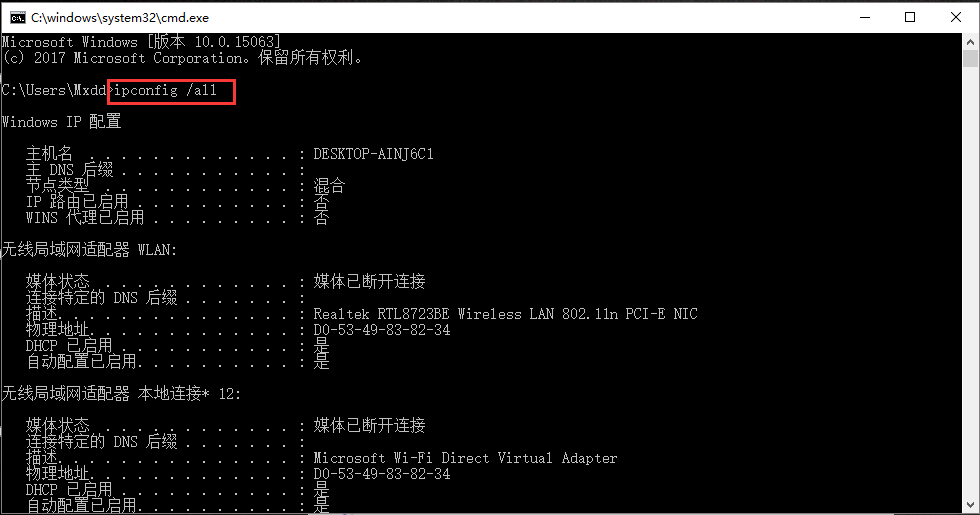 C:\windows\system32\cmd.exe
Microsoft Windows [版本 10.0.15063]
(c) 2017 Microsoft Corporation。保留所有权利。
C:\Users\Mxdd>ipconfig /all
Windows IP 配置
主机名 . . . . . . . . . . . . . : DESKTOP-AINJ6C1
主 DNS 后缀 . . . . . . . . . . . :
节点类型 . . . . . . . . . . . . : 混合
IP 路由已启用 . . . . . . . . . . : 否
WINS 代理已启用 . . . . . . . . . : 否
无线局域网适配器 WLAN:
媒体状态 . . . . . . . . . . . . : 媒体已断开连接
连接特定的 DNS 后缀 . . . . . . . :
描述. . . . . . . . . . . . . . . : Realtek RTL8723BE Wireless LAN 802.11n PCI-E NIC
物理地址. . . . . . . . . . . . . : D0-53-49-83-82-34
DHCP 已启用 . . . . . . . . . . . : 是
自动配置已启用. . . . . . . . . . : 是
无线局域网适配器 本地连接* 12:
媒体状态 . . . . . . . . . . . . : 媒体已断开连接
连接特定的 DNS 后缀 . . . . . . . :
描述. . . . . . . . . . . . . . . : Microsoft Wi-Fi Direct Virtual Adapter
物理地址. . . . . . . . . . . . . : D0-53-49-83-82-34
DHCP 已启用 . . . . . . . . . . . : 是
自动配置已启用. . . . . . . . . . : 是